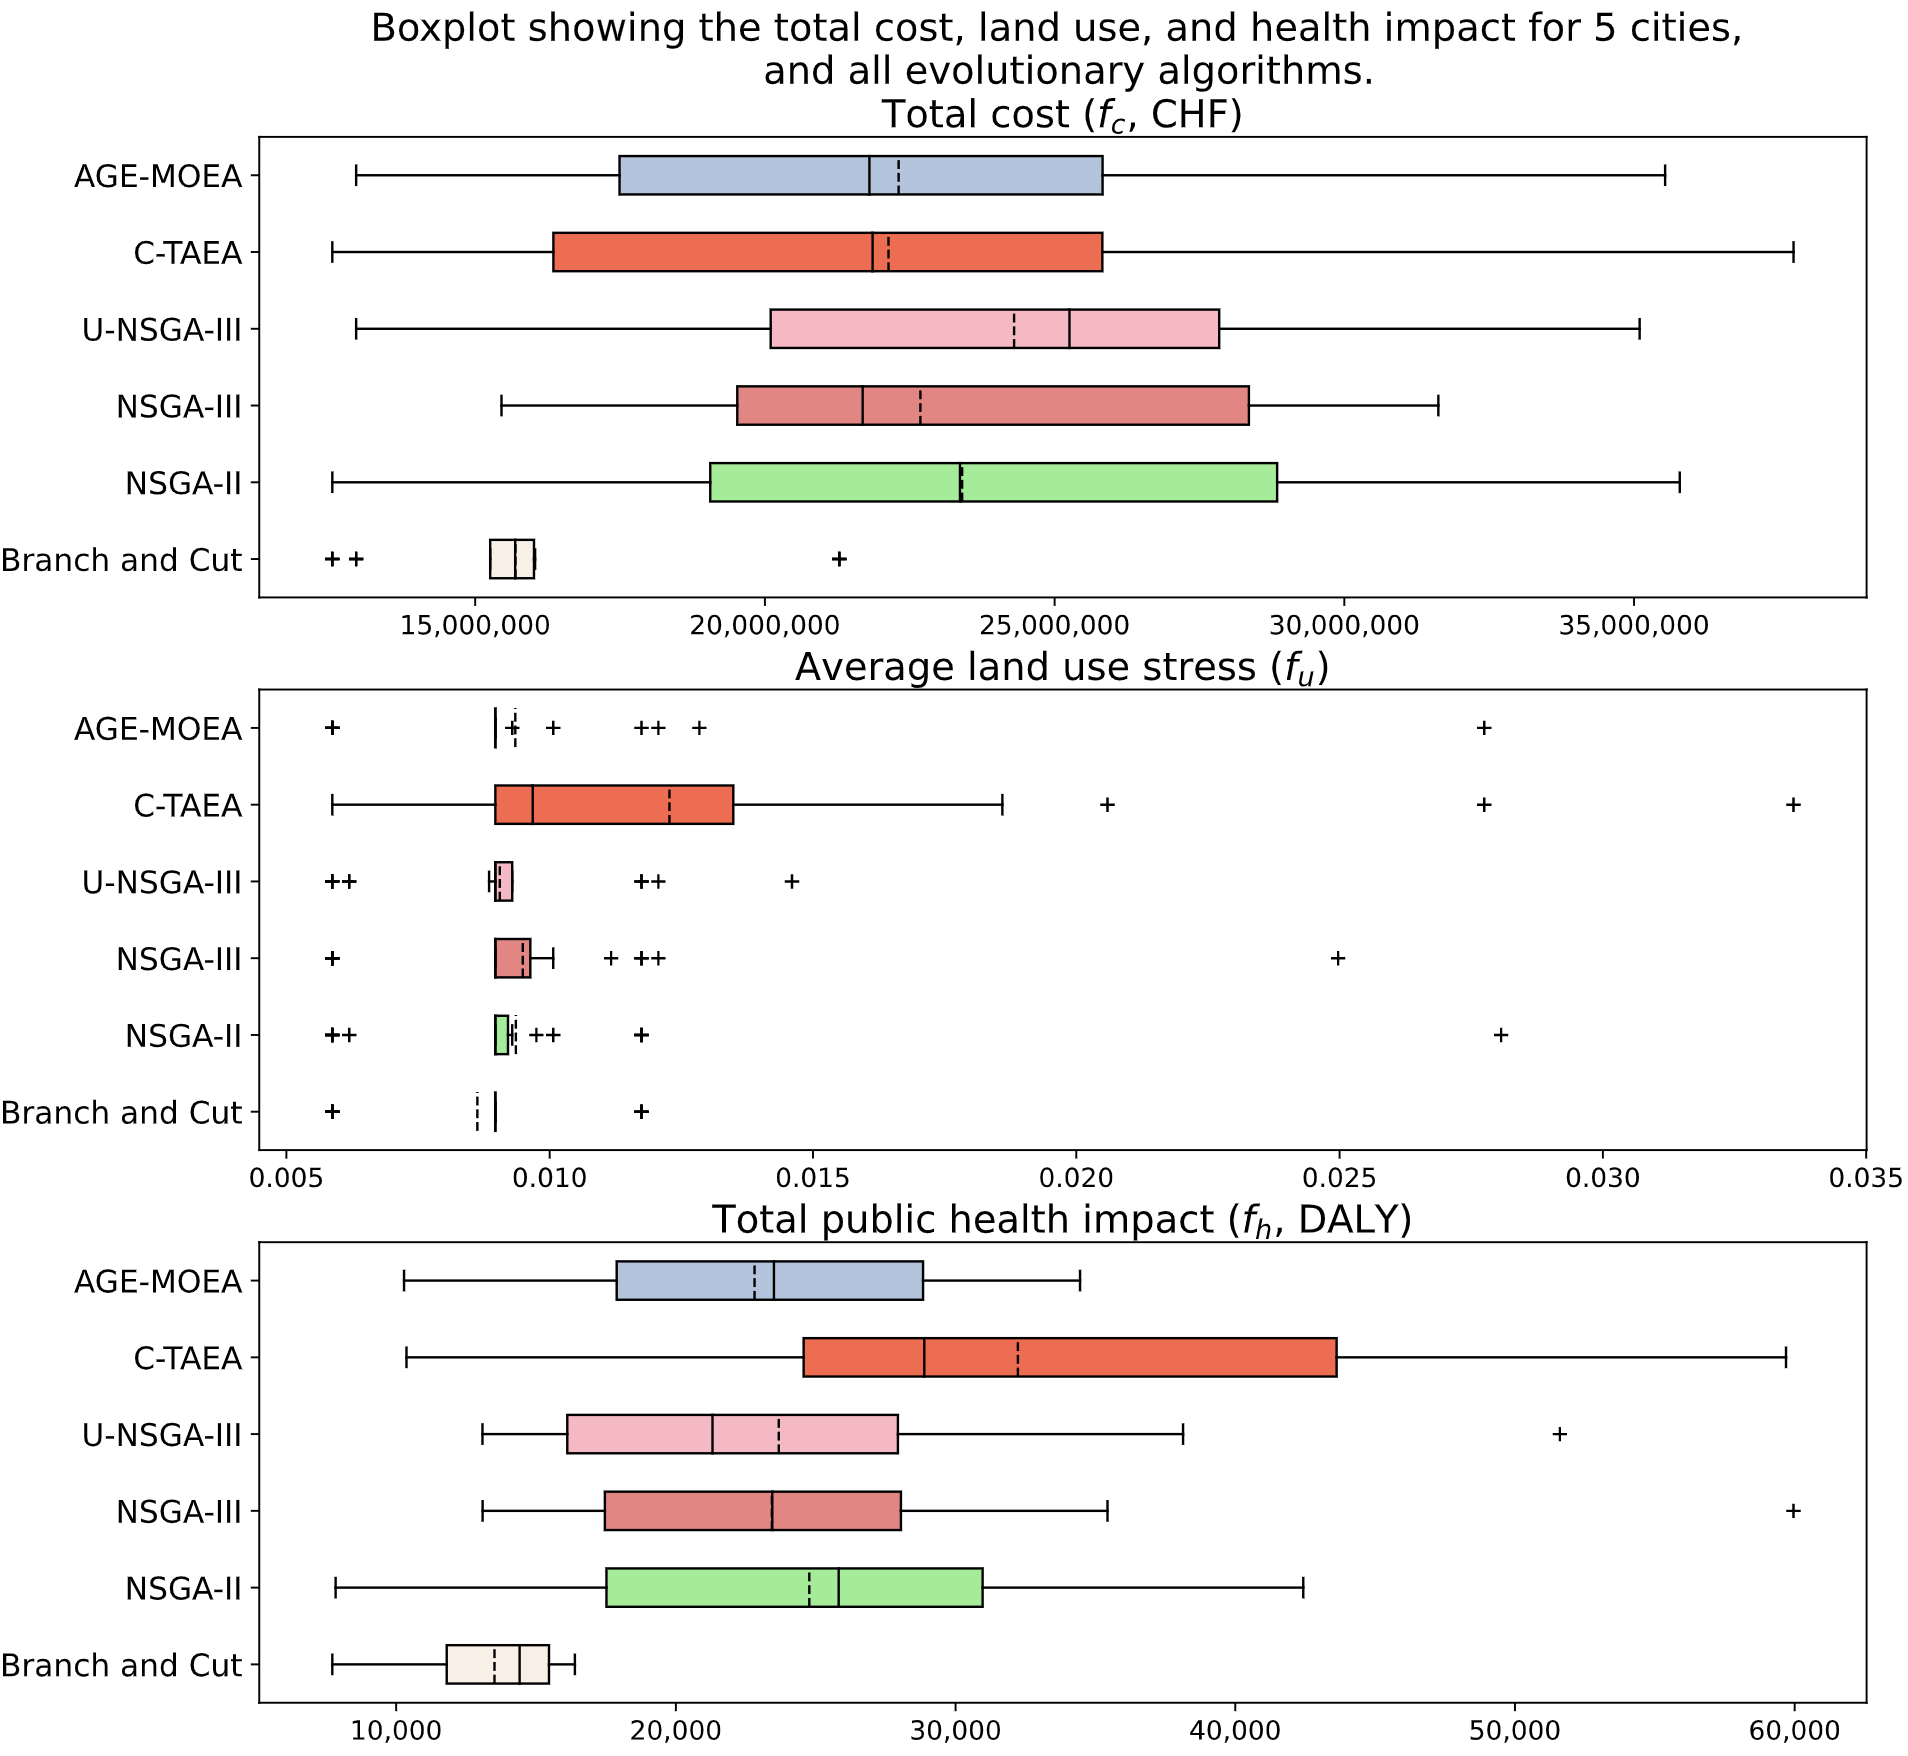 Boxplot showing the total cost, land use, and health impact for 5 cities,
and all evolutionary algorithms.
Total cost (f_c, CHF)
AGE-MOEA
C-TAEA
U-NSGA-III
NSGA-III
NSGA-II
Branch and Cut
15,000,000 20,000,000 25,000,000 30,000,000 35,000,000
Average land use stress (f_u)
AGE-MOEA
C-TAEA
U-NSGA-III
NSGA-III
NSGA-II
Branch and Cut
0.005 0.010 0.015 0.020 0.025 0.030 0.035
Total public health impact (f_h, DALY)
AGE-MOEA
C-TAEA
U-NSGA-III
NSGA-III
NSGA-II
Branch and Cut
10,000 20,000 30,000 40,000 50,000 60,000